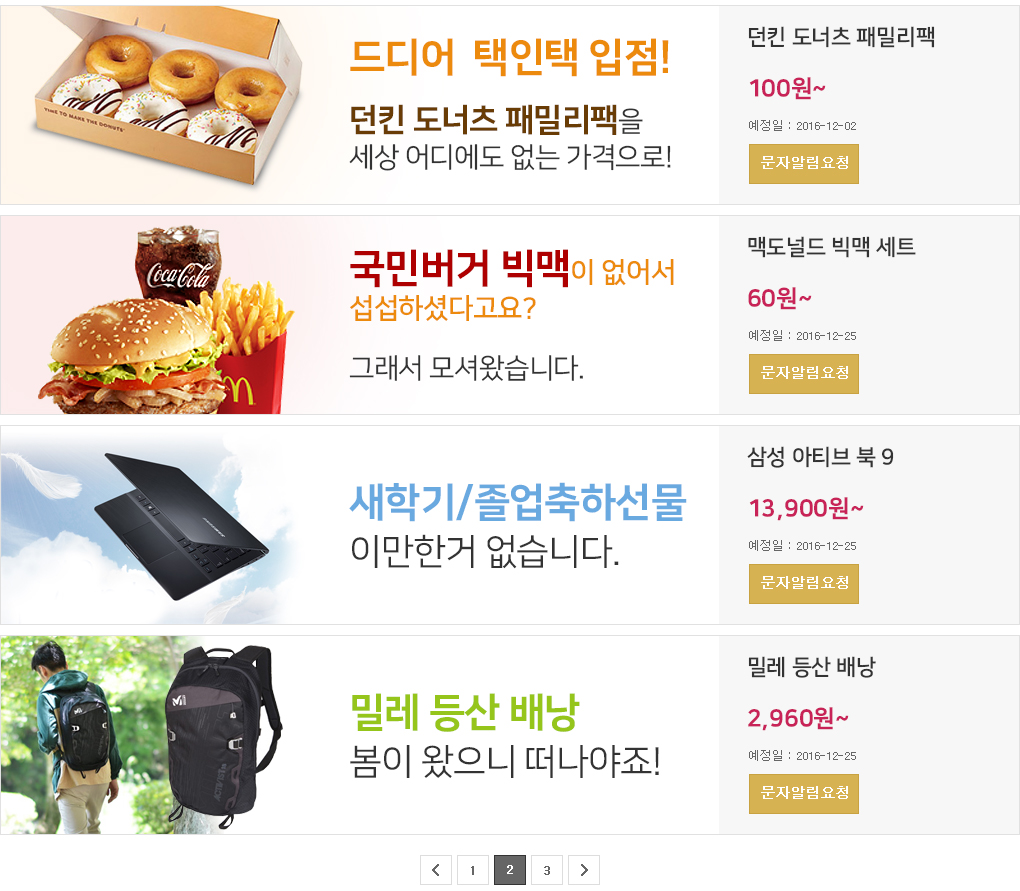 드디어 택인택 입점!
던킨 도너츠 패밀리팩을
세상 어디에도 없는 가격으로!
TIME TO MAKE THE DONUTS
던킨 도너츠 패밀리팩
100원~
예정일 : 2016-12-02
문자알림요청
국민버거 빅맥이 없어서
섭섭하셨다고요?
그래서 모셔왔습니다.
Coca-Cola
맥도널드 빅맥 세트
60원~
예정일 : 2016-12-25
문자알림요청
새학기/졸업축하선물
이만한거 없습니다.
삼성 아티브 북 9
13,900원~
예정일 : 2016-12-25
문자알림요청
밀레 등산 배낭
봄이 왔으니 떠나야죠!
밀레 등산 배낭
2,960원~
예정일 : 2016-12-25
문자알림요청
1 2 3